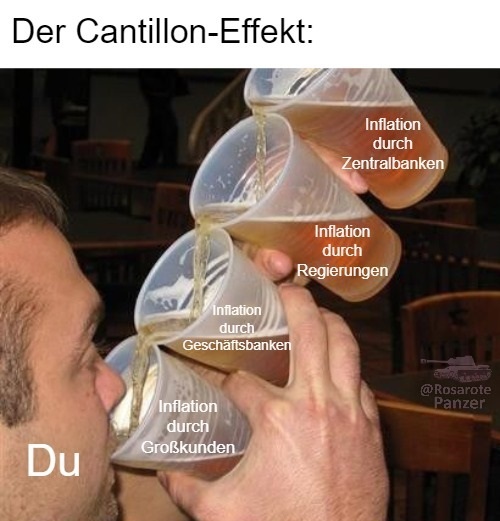 Der Cantillon-Effekt:
Inflation
durch
Zentralbanken
Inflation
durch
Regierungen
Inflation
durch
Geschäftsbanken
Inflation
durch
Großkunden
Du
@Rosarote
Panzer